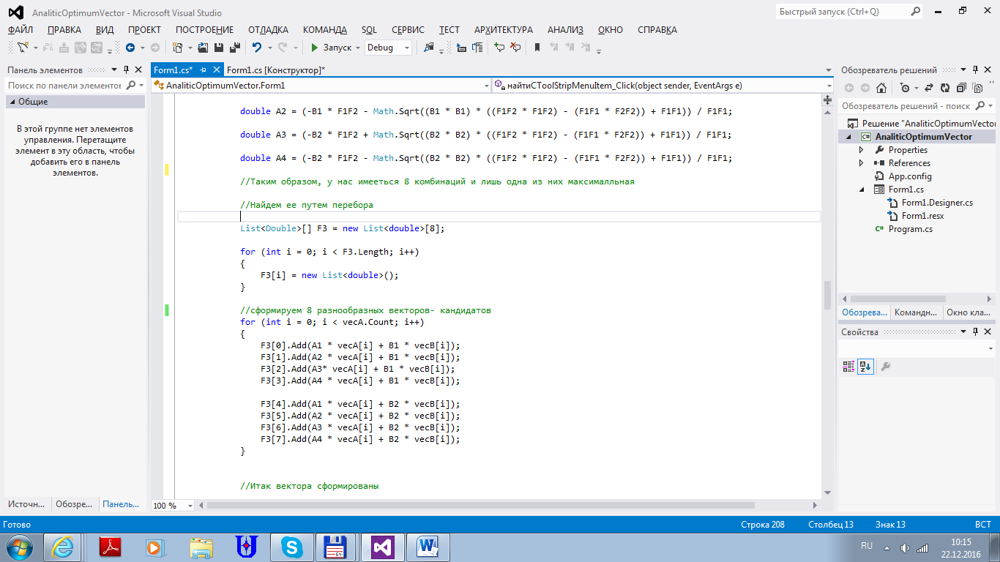 AnaliticOptimumVector - Microsoft Visual Studio
Быстрый запуск (Ctrl+Q)
ФАЙЛ ПРАВКА ВИД ПРОЕКТ ПОСТРОЕНИЕ ОТЛАДКА КОМАНДА SQL СЕРВИС ТЕСТ АРХИТЕКТУРА АНАЛИЗ ОКНО СПРАВКА
Запуск Debug
Панель элементов
Поиск по панели элементов
Общие
В этой группе нет элементов
управления. Перетащите
элемент в эту область, чтобы
добавить его в панель
элементов.
Источн... Обозре... Панель...
Form1.cs* Form1.cs [Конструктор]*
AnaliticOptimumVector.Form1 найтиCToolStripMenuItem_Click(object sender, EventArgs e)
double A2 = (-B1 * F1F2 - Math.Sqrt((B1 * B1) * ((F1F2 * F1F2) - (F1F1 * F2F2)) + F1F1)) / F1F1;
double A3 = (-B2 * F1F2 + Math.Sqrt((B2 * B2) * ((F1F2 * F1F2) - (F1F1 * F2F2)) + F1F1)) / F1F1;
double A4 = (-B2 * F1F2 - Math.Sqrt((B2 * B2) * ((F1F2 * F1F2) - (F1F1 * F2F2)) + F1F1)) / F1F1;
//Таким образом, у нас имееться 8 комбинаций и лишь одна из них максималльная
//Найдем ее путем перебора
List<Double>[] F3 = new List<double>[8];
for (int i = 0; i < F3.Length; i++)
{
F3[i] = new List<double>();
}
//сформируем 8 разнообразных векторов- кандидатов
for (int i = 0; i < vecA.Count; i++)
{
F3[0].Add(A1 * vecA[i] + B1 * vecB[i]);
F3[1].Add(A2 * vecA[i] + B1 * vecB[i]);
F3[2].Add(A3* vecA[i] + B1 * vecB[i]);
F3[3].Add(A4 * vecA[i] + B1 * vecB[i]);
F3[4].Add(A1 * vecA[i] + B2 * vecB[i]);
F3[5].Add(A2 * vecA[i] + B2 * vecB[i]);
F3[6].Add(A3 * vecA[i] + B2 * vecB[i]);
F3[7].Add(A4 * vecA[i] + B2 * vecB[i]);
}
//Итак вектора сформированы
100 %
Обозреватель решений
Обозреватель решений - поиск
Решение "AnaliticOptimumVector
C# AnaliticOptimumVector
Properties
References
App.config
Form1.cs
Form1.Designer.cs
Form1.resx
C# Program.cs
Обозрева... Командн... Окно кла...
Свойства
Готово Строка 208 Столбец 13 Знак 13 ВСТ
RU
10:15
22.12.2016